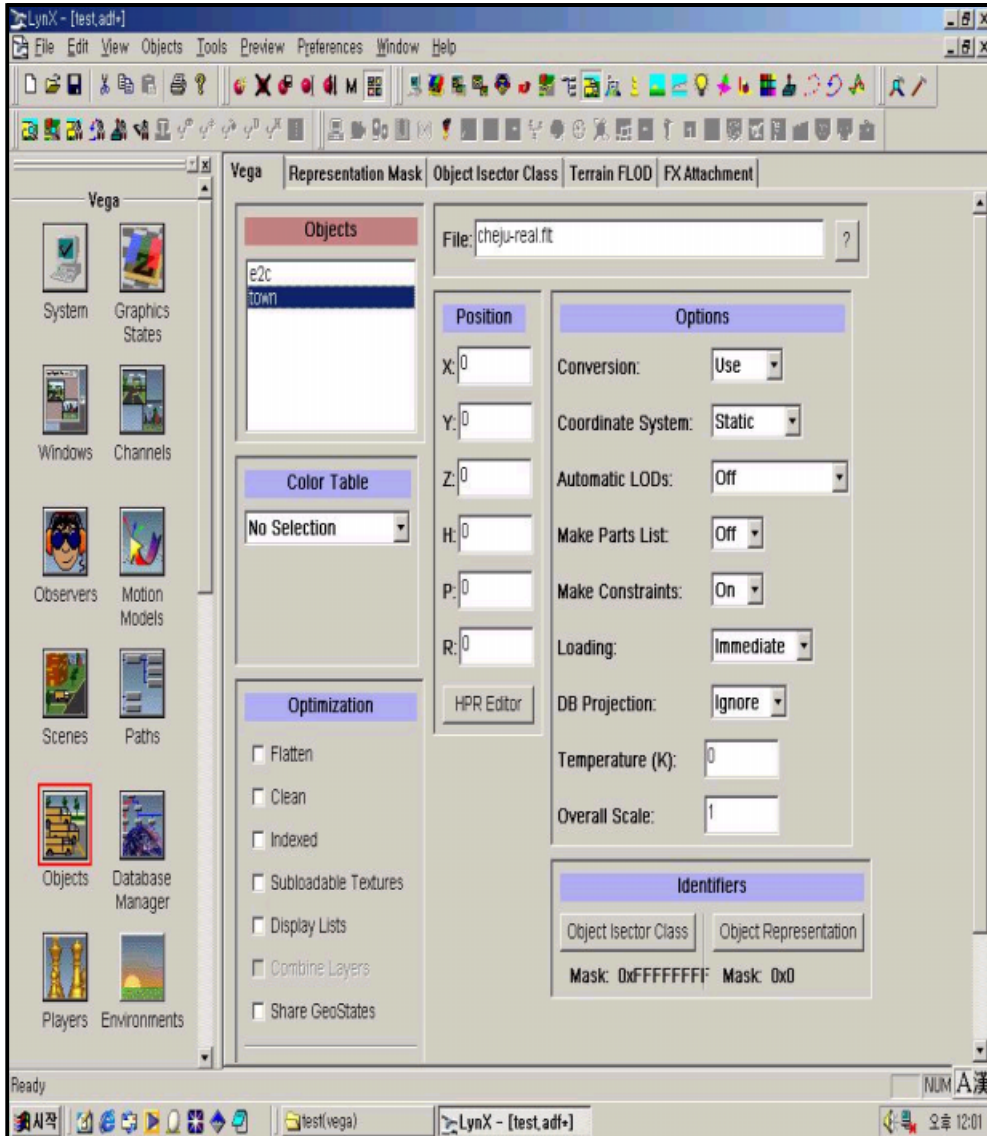 LynX - [test,adf+]
File Edit View Objects Tools Preview Preferences Window Help
Vega
System
Graphics States
Windows
Channels
Observers
Motion Models
Scenes
Paths
Objects
Database Manager
Players
Environments
Vega Representation Mask Object Isector Class Terrain FLOD FX Attachment
Objects
e2c
town
Color Table
No Selection
Optimization
Flatten
Clean
Indexed
Subloadable Textures
Display Lists
Combine Layers
Share GeoStates
File: cheju-real.flt ?
Position
X: 0
Y: 0
Z: 0
H: 0
P: 0
R: 0
HPR Editor
Options
Conversion: Use
Coordinate System: Static
Automatic LODs: Off
Make Parts List: Off
Make Constraints: On
Loading: Immediate
DB Projection: Ignore
Temperature (K): 0
Overall Scale: 1
Identifiers
Object Isector Class Object Representation
Mask: 0xFFFFFFFF Mask: 0x0
Ready NUM A漢
시작 test(vega) LynX - [test,adf+] 오후 12:01